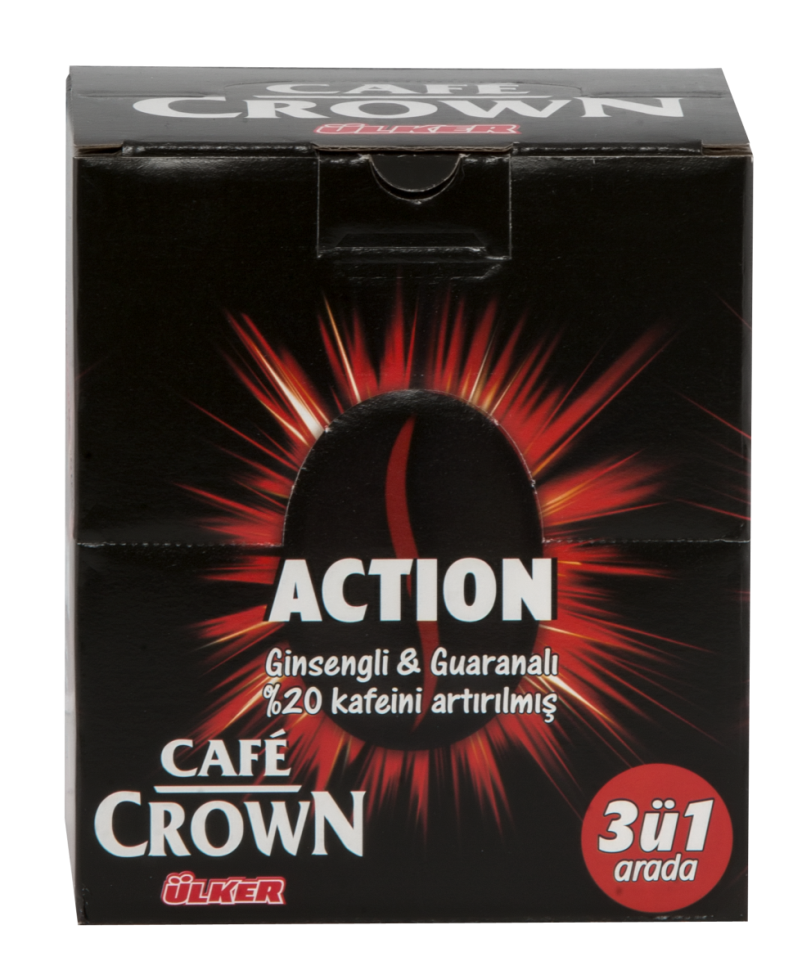 CAFÉ
CROWN
ÜLKER
ACTION
Ginsengli & Guaranalı
%20 kafeini artırılmış
CAFÉ
CROWN
ÜLKER
3ü1
arada